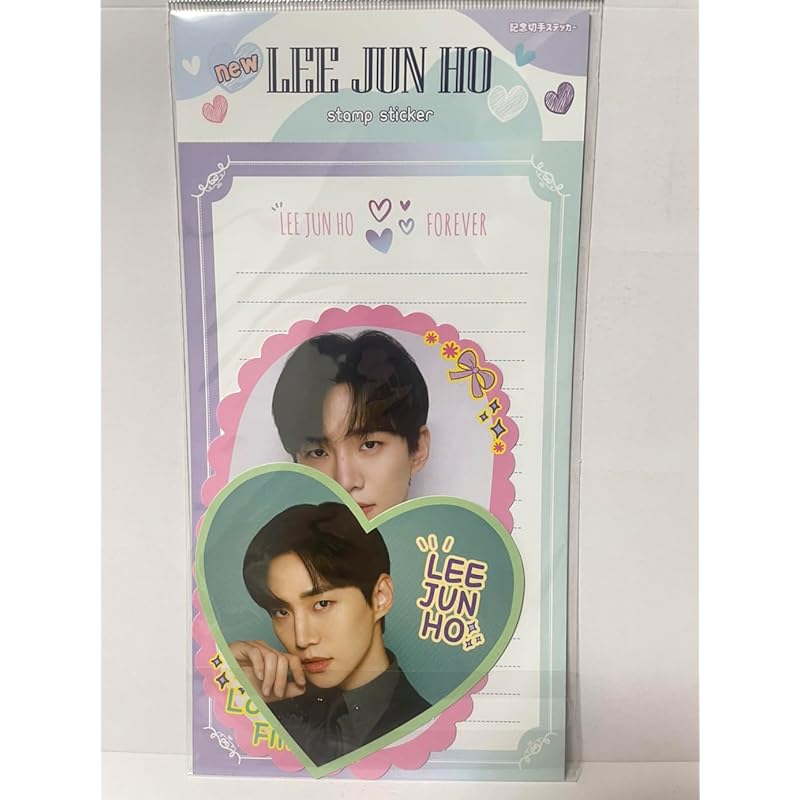 記念切手ステッカー
new LEE JUN HO
stamp sticker
LEE JUN HO FOREVER
LEE
JUN
HO